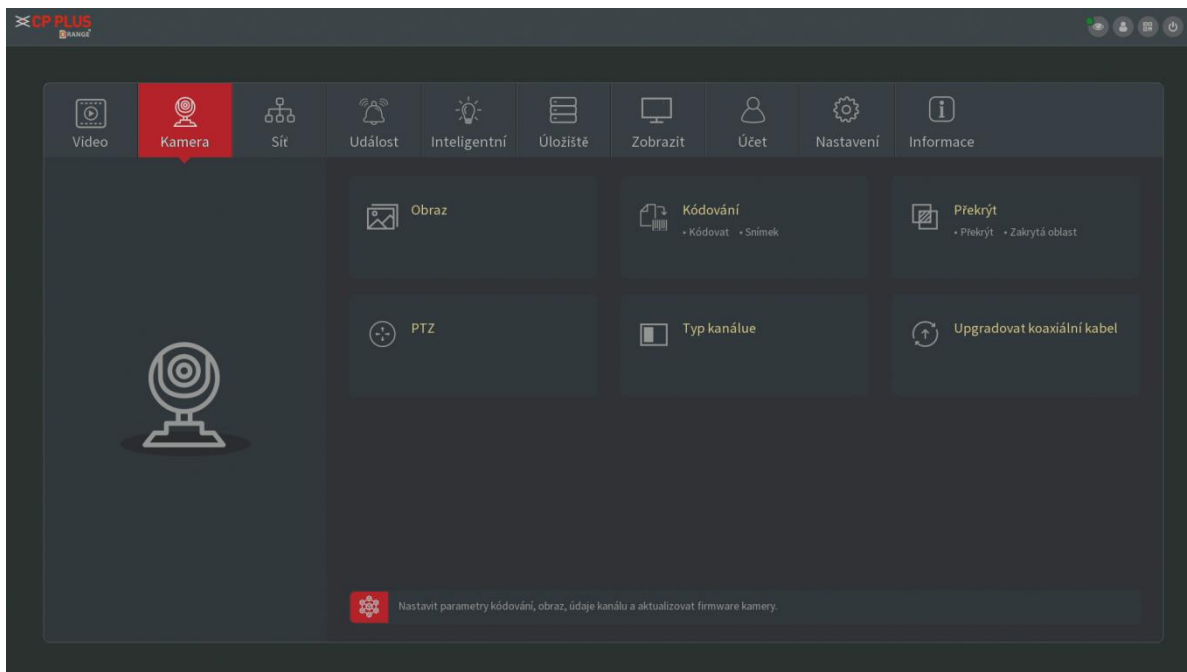 CP PLUS
ORANGE
Video
Kamera
Síť
Událost
Inteligentní
Úložiště
Zobrazit
Účet
Nastavení
Informace
Obraz
Kódování
• Kódovat • Snímek
Překrýt
• Překrýt • Zakrytá oblast
PTZ
Typ kanálue
Upgradovat koaxiální kabel
Nastavit parametry kódování, obraz, údaje kanálu a aktualizovat firmware kamery.